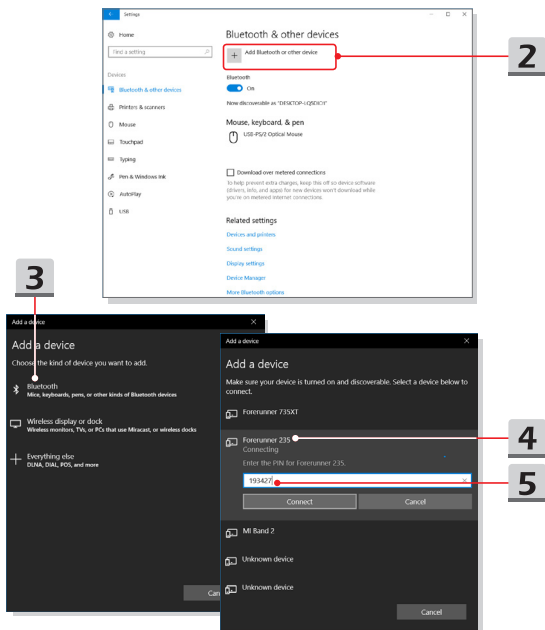 Settings
Home
Find a setting
Devices
Bluetooth & other devices
Printers & scanners
Mouse
Touchpad
Typing
Pen & Windows Ink
AutoPlay
USB
Bluetooth & other devices
Add Bluetooth or other device
Bluetooth
On
Now discoverable as "DESKTOP-LQSDICI"
Mouse, keyboard, & pen
USB-PS/2 Optical Mouse
Download over metered connections
To help prevent extra charges, keep this off so device software
(drivers, info, and apps) for new devices won't download while
you're on metered Internet connections.
Related settings
Devices and printers
Sound settings
Display settings
Device Manager
More Bluetooth options
2
3
Add a device
Add a device
Choose the kind of device you want to add.
Bluetooth
Mice, keyboards, pens, or other kinds of Bluetooth devices
Wireless display or dock
Wireless monitors, TVs, or PCs that use Miracast, or wireless docks
Everything else
DLNA, DIAL, POS, and more
Add a device
Add a device
Make sure your device is turned on and discoverable. Select a device below to
connect.
Forerunner 735XT
Forerunner 235
Connecting
Enter the PIN for Forerunner 235.
193427
Connect
Cancel
MI Band 2
Unknown device
Unknown device
Cancel
4
5